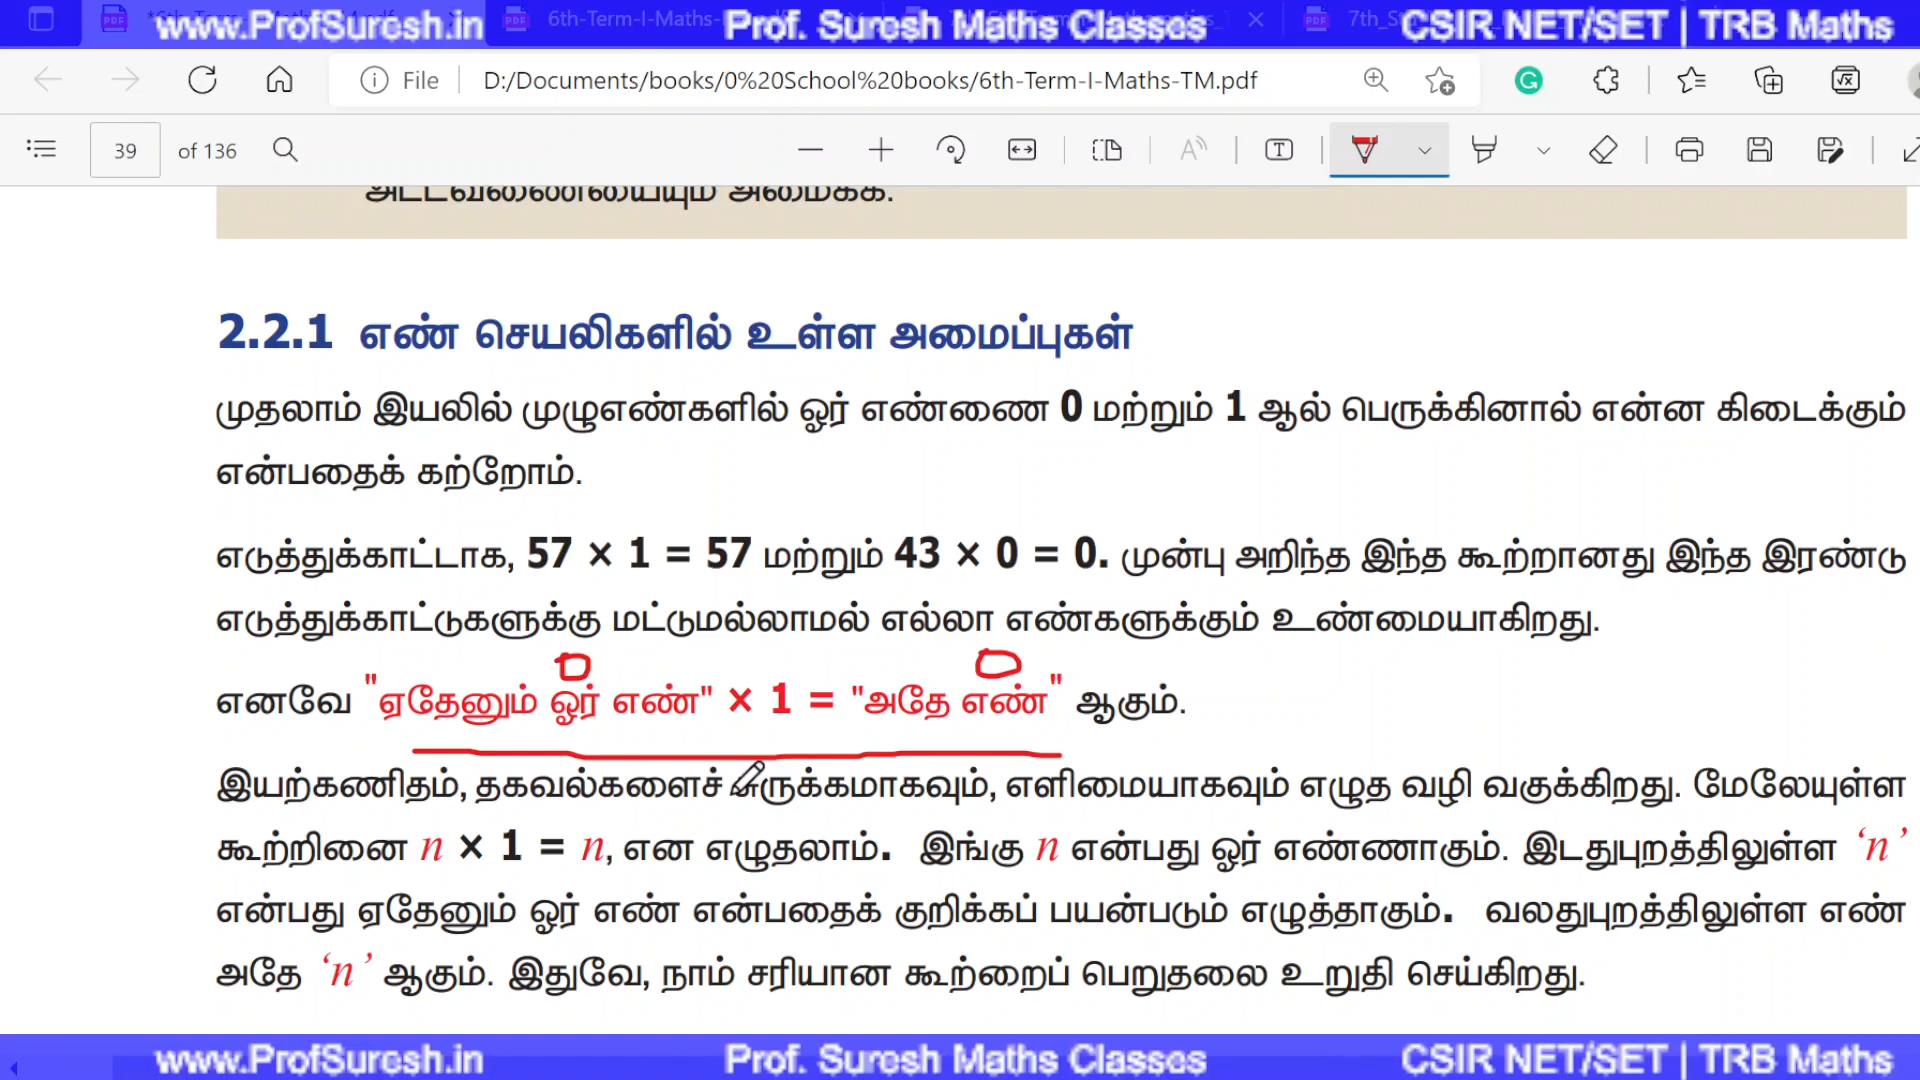 www.ProfSuresh.in Prof. Suresh Maths Classes CSIR NET/SET | TRB Maths
6th-Term-I-Maths-
File D:/Documents/books/0%20School%20books/6th-Term-I-Maths-TM.pdf
39 of 136
அட்டவணையையும் அமைக்க.
2.2.1 எண் செயலிகளில் உள்ள அமைப்புகள்
முதலாம் இயலில் முழுஎண்களில் ஓர் எண்ணை 0 மற்றும் 1 ஆல் பெருக்கினால் என்ன கிடைக்கும்
என்பதைக் கற்றோம்.
எடுத்துக்காட்டாக, 57 × 1 = 57 மற்றும் 43 × 0 = 0. முன்பு அறிந்த இந்த கூற்றானது இந்த இரண்டு
எடுத்துக்காட்டுகளுக்கு மட்டுமல்லாமல் எல்லா எண்களுக்கும் உண்மையாகிறது.
எனவே "ஏதேனும் ஓர் எண்" × 1 = "அதே எண்" ஆகும்.
இயற்கணிதம், தகவல்களைச் சுருக்கமாகவும், எளிமையாகவும் எழுத வழி வகுக்கிறது. மேலேயுள்ள
கூற்றினை n × 1 = n, என எழுதலாம். இங்கு n என்பது ஓர் எண்ணாகும். இடதுபுறத்திலுள்ள ‘n’
என்பது ஏதேனும் ஓர் எண் என்பதைக் குறிக்கப் பயன்படும் எழுத்தாகும். வலதுபுறத்திலுள்ள எண்
அதே ‘n’ ஆகும். இதுவே, நாம் சரியான கூற்றைப் பெறுதலை உறுதி செய்கிறது.
www.ProfSuresh.in Prof. Suresh Maths Classes CSIR NET/SET | TRB Maths